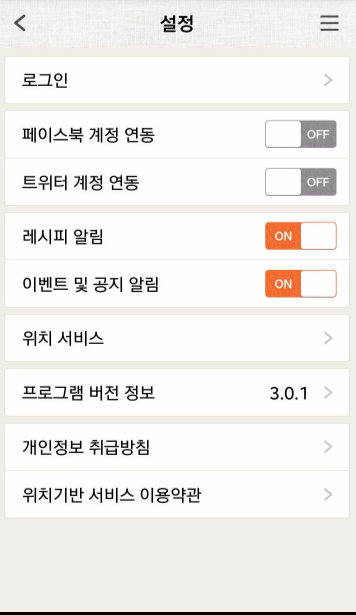 설정
로그인
페이스북 계정 연동 OFF
트위터 계정 연동 OFF
레시피 알림 ON
이벤트 및 공지 알림 ON
위치 서비스
프로그램 버전 정보 3.0.1
개인정보 취급방침
위치기반 서비스 이용약관